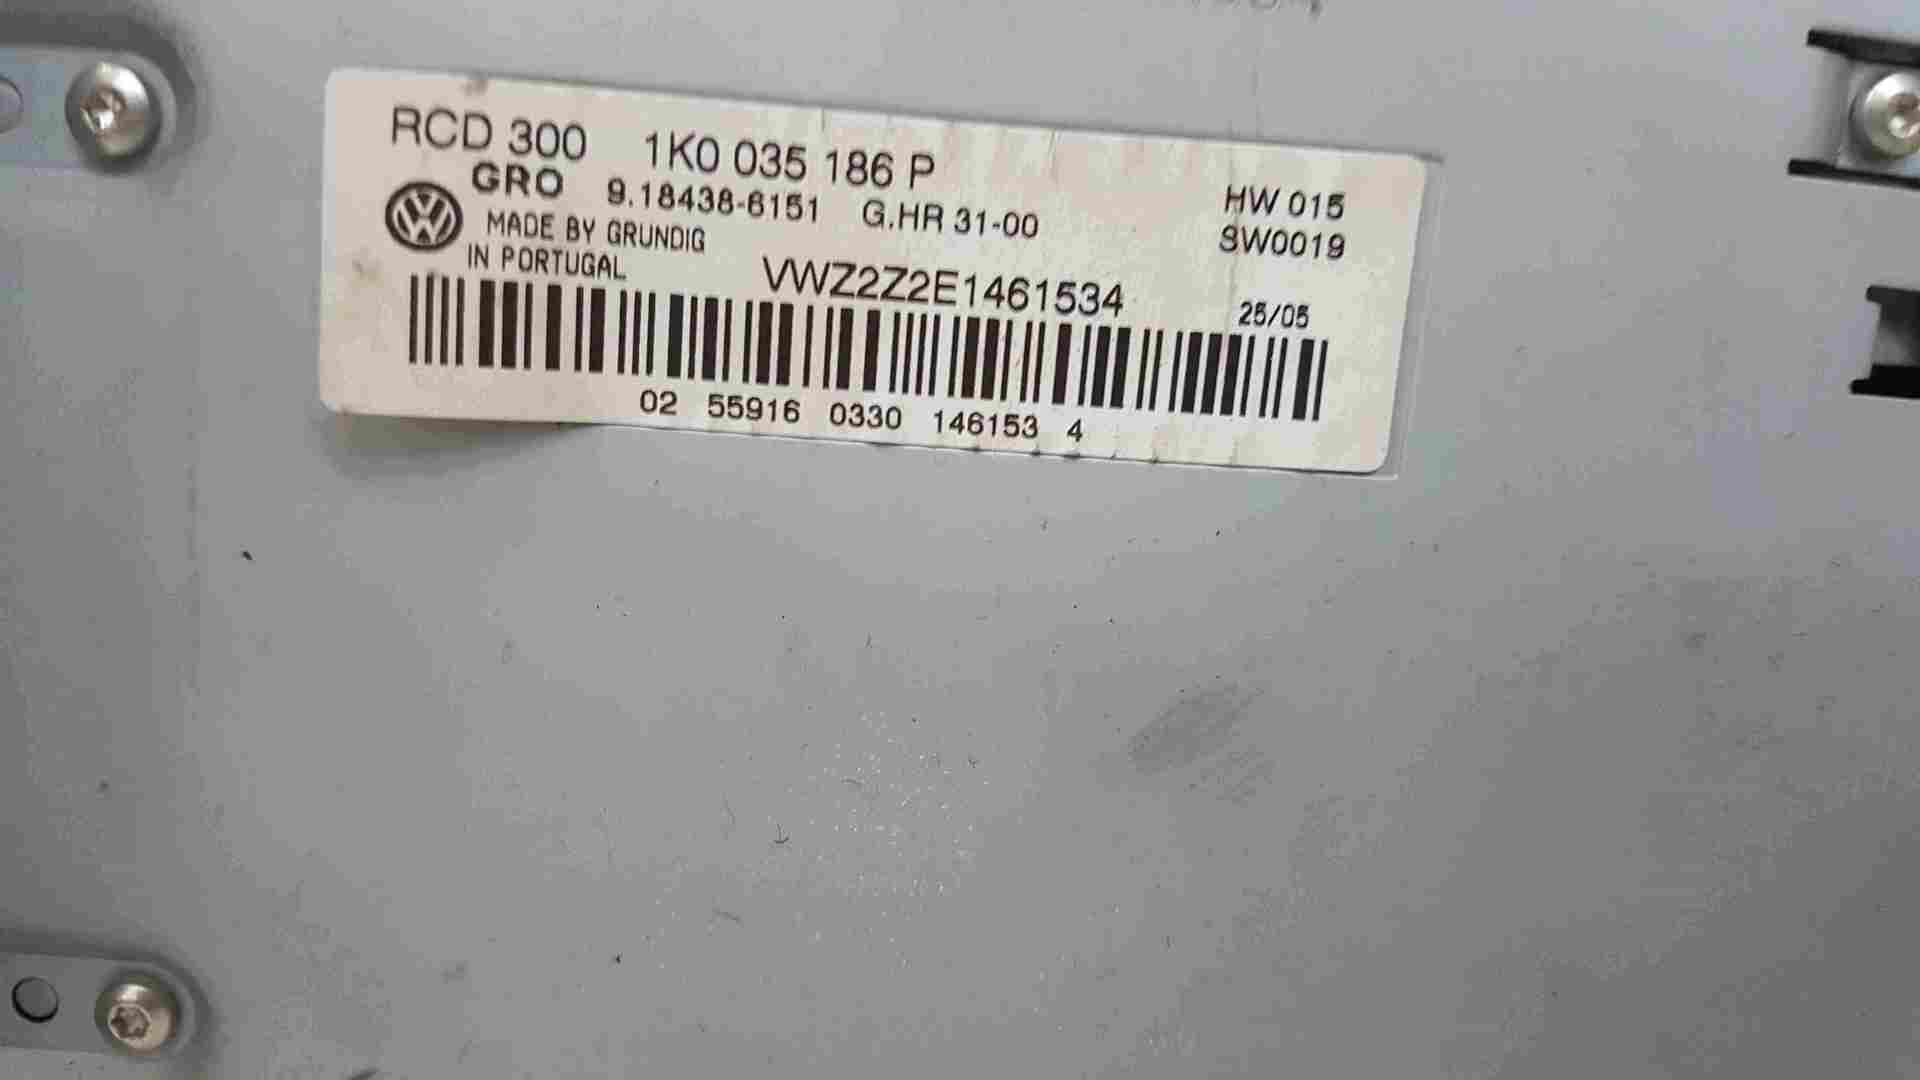 RCD 300 1K0 035 186 P
GRO 9.18438-6151 G.HR 31-00
HW 015
SW0019
MADE BY GRUNDIG
IN PORTUGAL
VWZ2Z2E1461534
25/05
02 55916 0330 146153 4